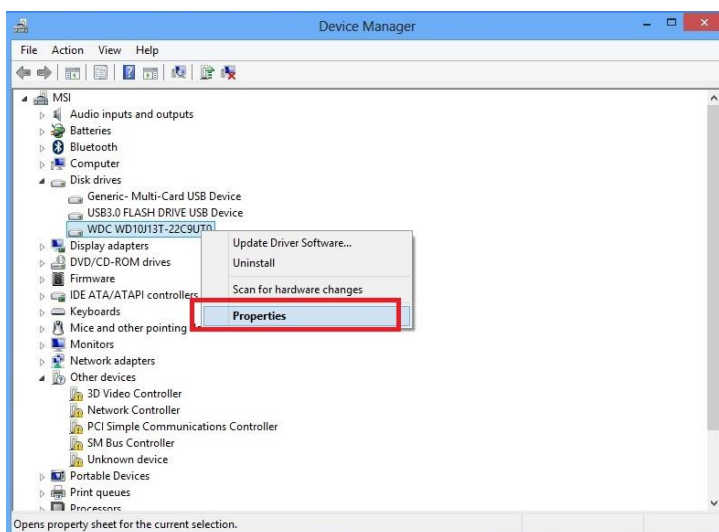 Device Manager
File Action View Help
MSI
Audio inputs and outputs
Batteries
Bluetooth
Computer
Disk drives
Generic- Multi-Card USB Device
USB3.0 FLASH DRIVE USB Device
WDC WD10J13T-22C9UT0
Display adapters
DVD/CD-ROM drives
Firmware
IDE ATA/ATAPI controllers
Keyboards
Mice and other pointing
Monitors
Network adapters
Other devices
3D Video Controller
Network Controller
PCI Simple Communications Controller
SM Bus Controller
Unknown device
Portable Devices
Print queues
Processors
Update Driver Software...
Uninstall
Scan for hardware changes
Properties
Opens property sheet for the current selection.